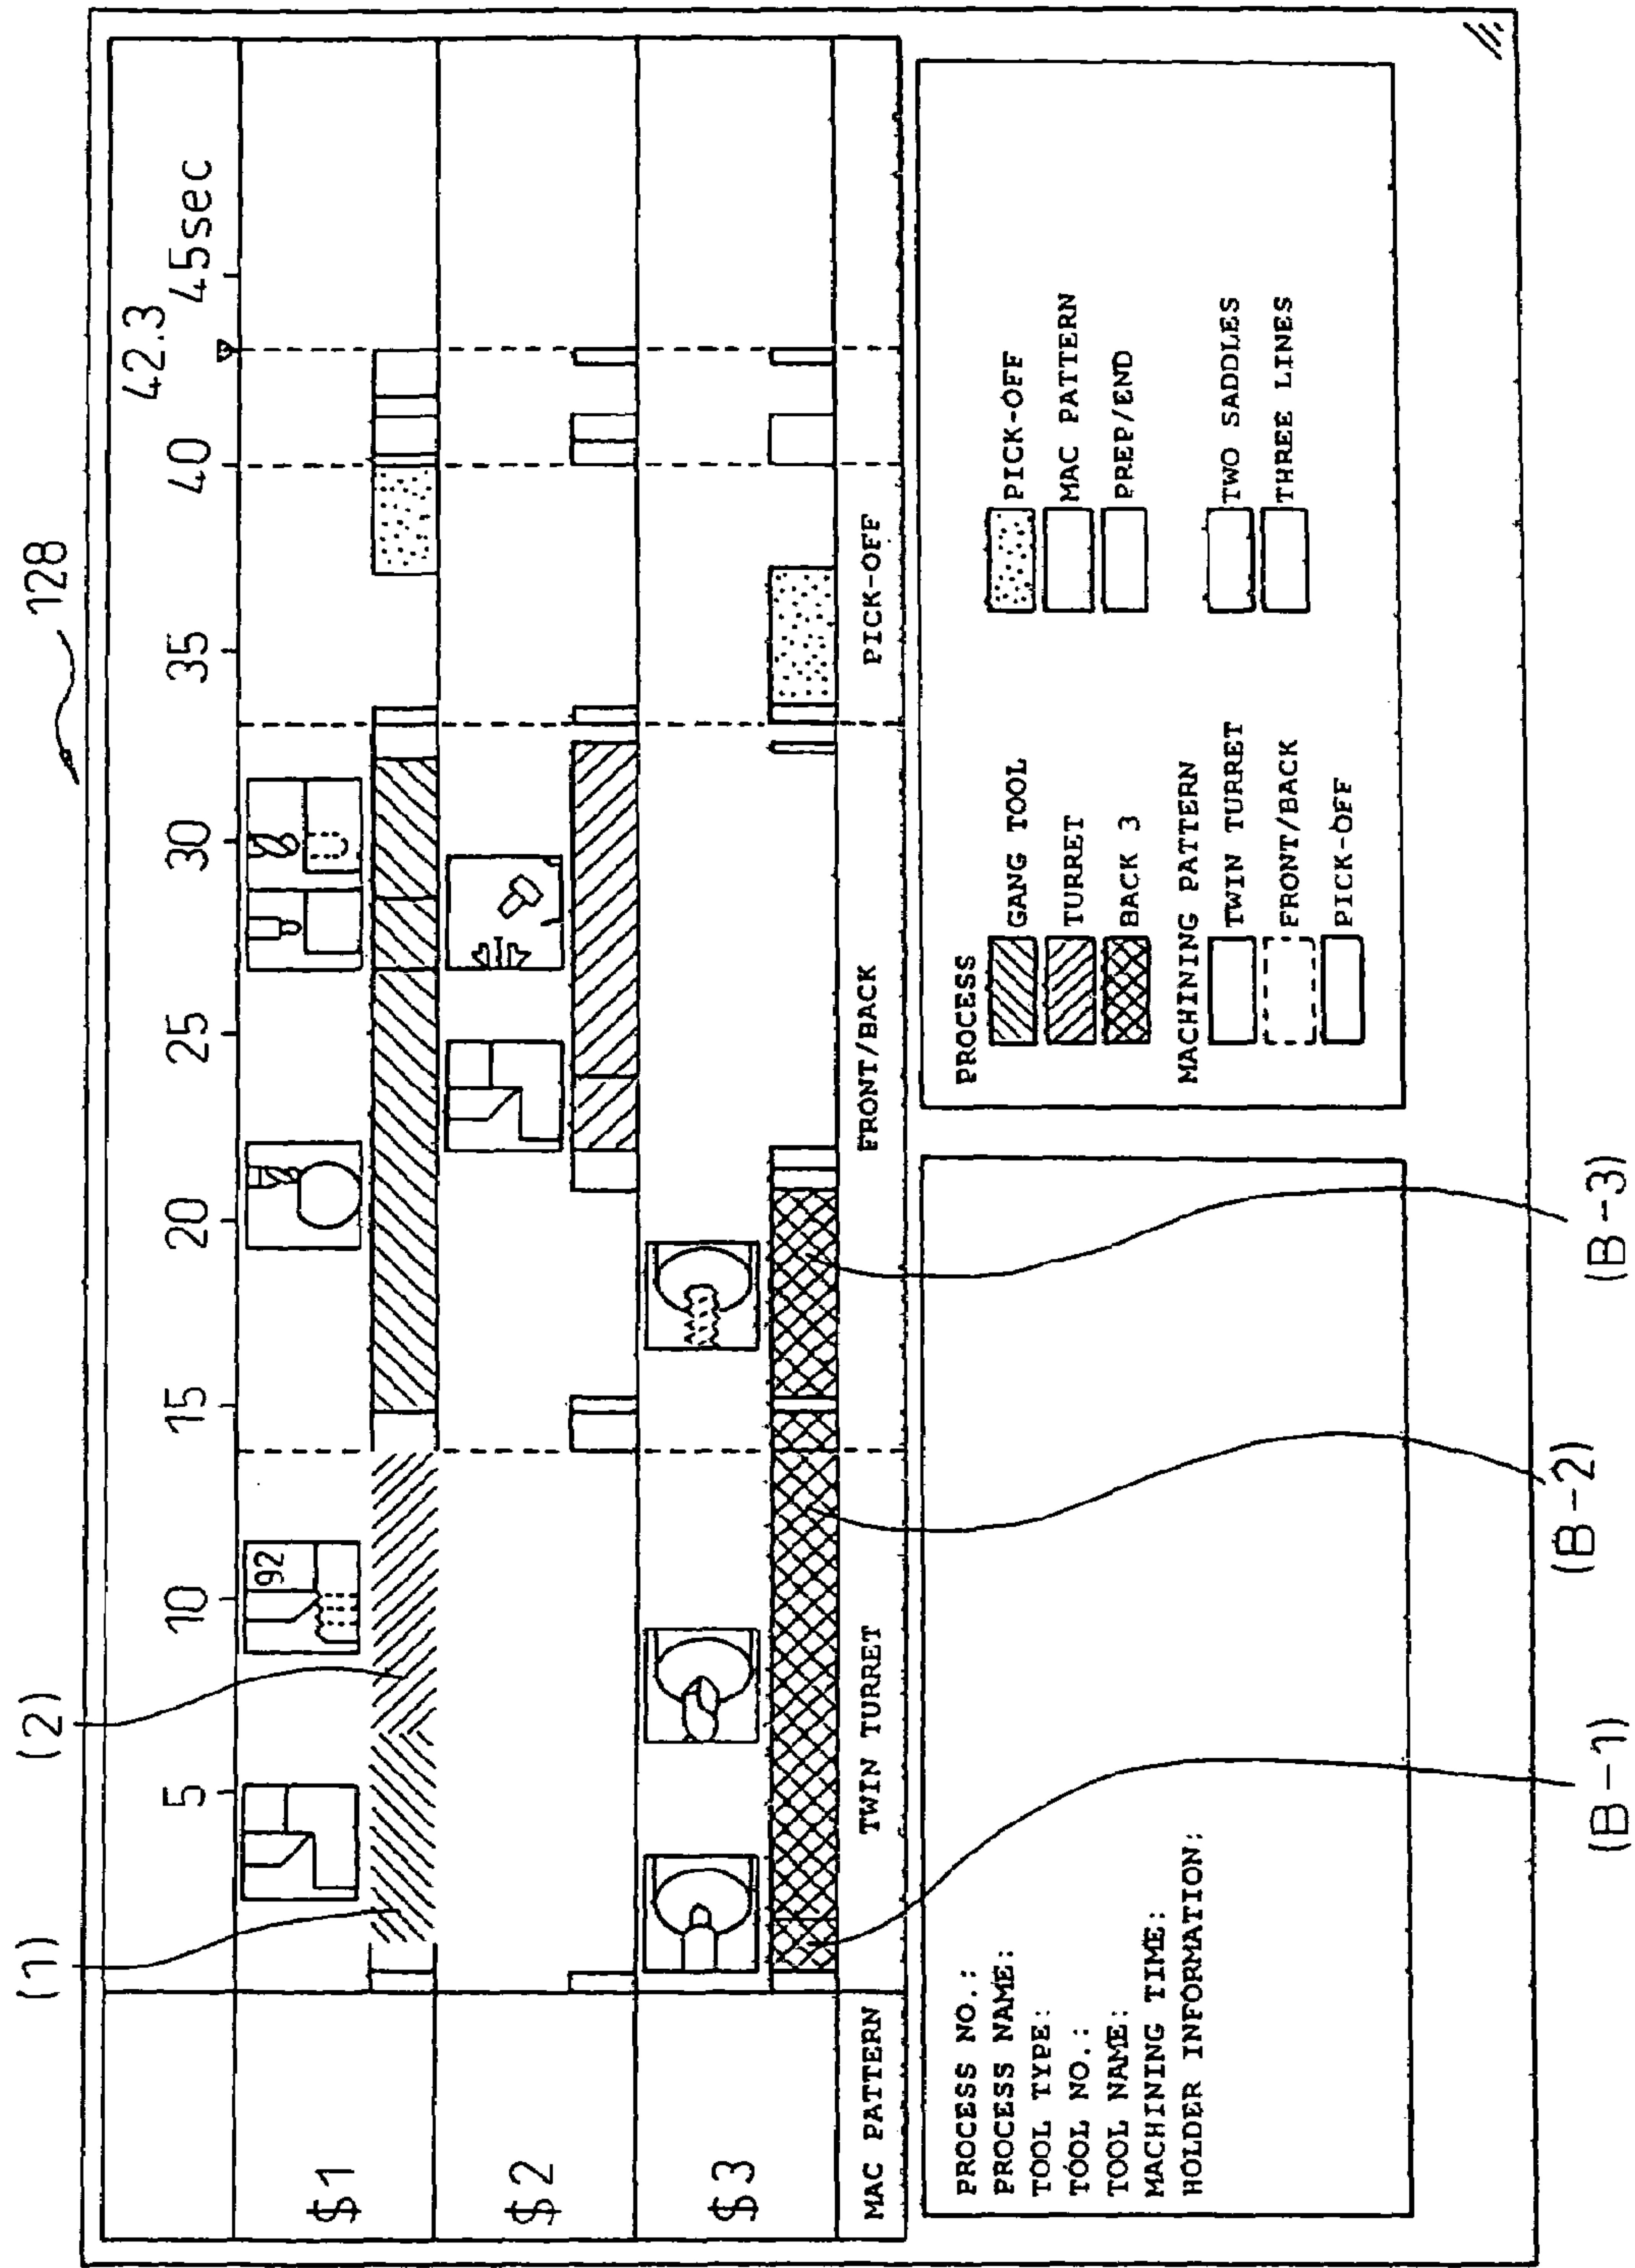 128
42.3
5 10 15 20 25 30 35 40 45sec
(1) (2)
$1
92
$2
$3
MAC PATTERN TWIN TURRET FRONT/BACK PICK-OFF
PROCESS NO.:
PROCESS NAME:
TOOL TYPE:
TOOL NO.:
TOOL NAME:
MACHINING TIME:
HOLDER INFORMATION:
PROCESS
GANG TOOL PICK-OFF
TURRET MAC PATTERN
BACK 3 PREP/END
MACHINING PATTERN
TWIN TURRET TWO SADDLES
FRONT/BACK THREE LINES
PICK-OFF
(B-1) (B-2) (B-3)